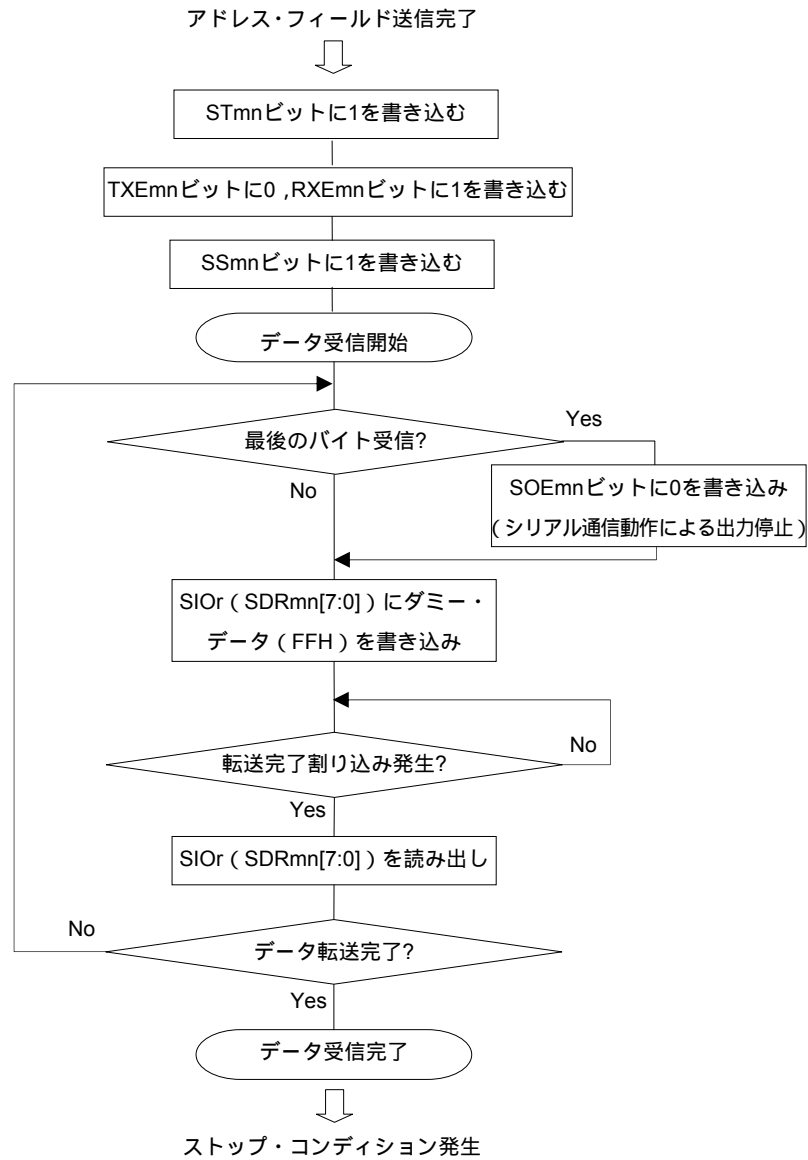 アドレス・フィールド送信完了
STmnビットに1を書き込む
TXEmnビットに0 ,RXEmnビットに1を書き込む
SSmnビットに1を書き込む
データ受信開始
最後のバイト受信?
Yes
No
SOEmnビットに0を書き込み
(シリアル通信動作による出力停止)
SIOr(SDRmn[7:0])にダミー・
データ(FFH)を書き込み
転送完了割り込み発生?
No
Yes
SIOr(SDRmn[7:0])を読み出し
No
データ転送完了?
Yes
データ受信完了
ストップ・コンディション発生